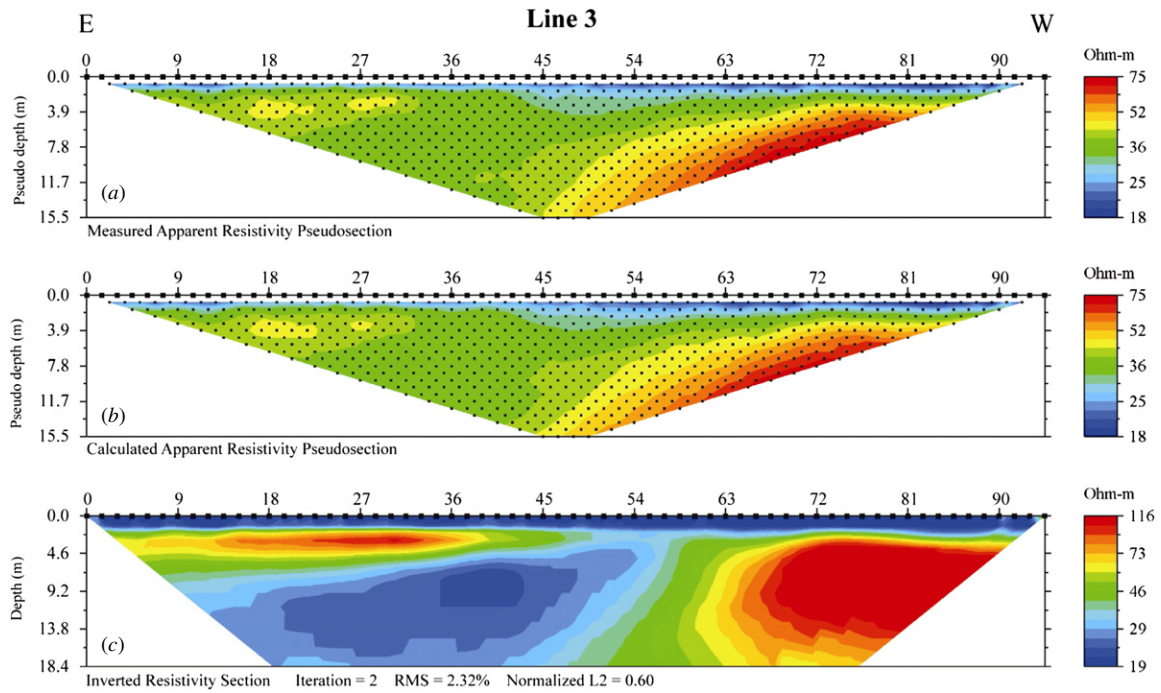 E Line 3 W
0 9 18 27 36 45 54 63 72 81 90
Ohm-m
0.0 3.9 7.8 11.7 15.5
Pseudo depth (m)
75 52 36 25 18
(a)
Measured Apparent Resistivity Pseudosection
0 9 18 27 36 45 54 63 72 81 90
Ohm-m
0.0 3.9 7.8 11.7 15.5
Pseudo depth (m)
75 52 36 25 18
(b)
Calculated Apparent Resistivity Pseudosection
0 9 18 27 36 45 54 63 72 81 90
Ohm-m
0.0 4.6 9.2 13.8 18.4
Depth (m)
116 73 46 29 19
(c)
Inverted Resistivity Section Iteration = 2 RMS = 2.32% Normalized L2 = 0.60